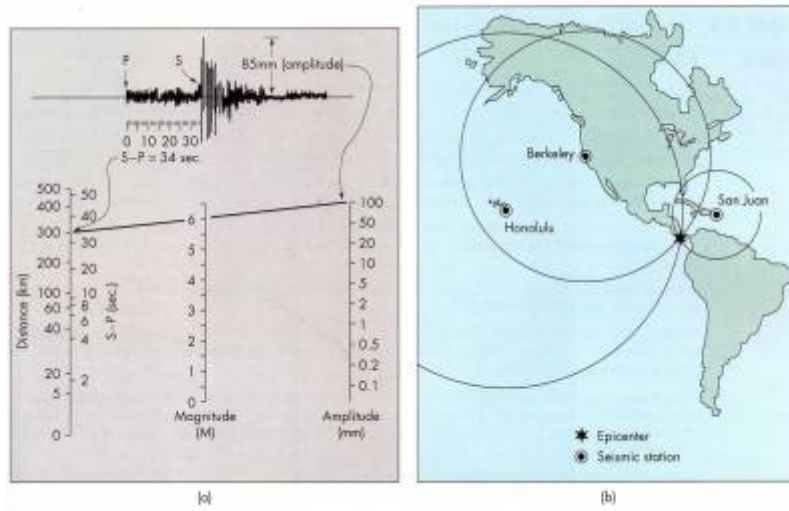 P
S
85mm (amplitude)
0 10 20 30
S–P = 34 sec.
500
400
300
200
100
80
60
40
20
5
0
Distance (km)
50
40
30
20
10
8
6
4
2
S–P (sec.)
6
5
4
3
2
1
0
Magnitude
(M)
100
50
20
10
5
2
1
0.5
0.2
0.1
Amplitude
(mm)
(a)
Berkeley
San Juan
Honolulu
Epicenter
Seismic station
(b)